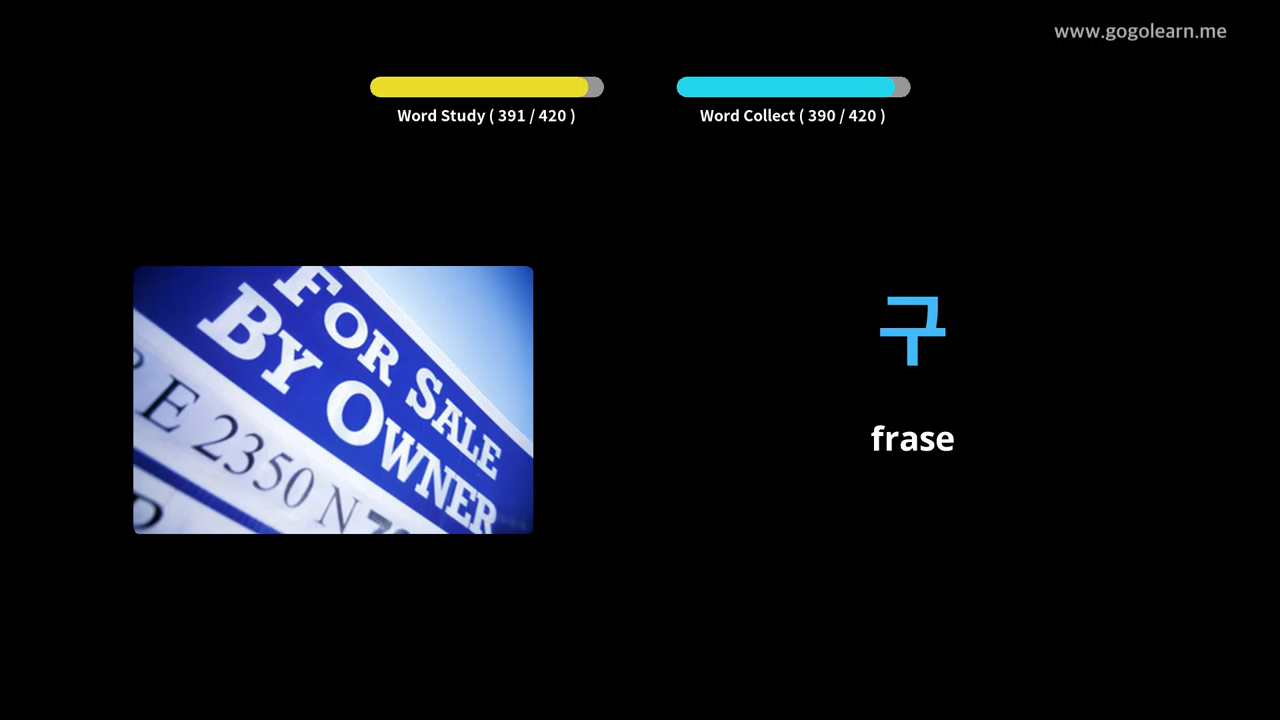 www.gogolearn.me
Word Study ( 391 / 420 )
Word Collect ( 390 / 420 )
FOR SALE
BY OWNER
E 2350 N
구
frase